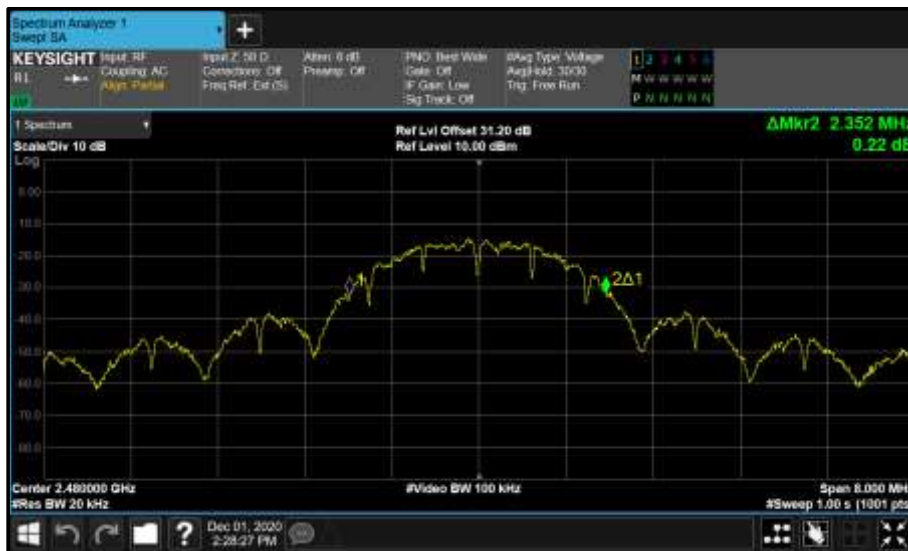 Spectrum Analyzer 1
Swept SA
+
KEYSIGHT Input: RF Input Z: 50 Ω Atten: 6 dB PNO: Best Wide #Avg Type: Voltage 1 2 3 4 5 6
RL Coupling: AC Corrections: Off Preamp: Off Gate: Off Avg|Hold: 30/30 M W W W W W
Align: Partial Freq Ref: Ext (S) IF Gain: Low Trig: Free Run
Sig Track: Off P N N N N N
1 Spectrum
Scale/Div 10 dB Ref Lvl Offset 31.20 dB ΔMkr2 2.352 MHz
Ref Level 10.00 dBm 0.22 dB
Log
0.00
-10.0
-20.0
-30.0
-40.0
-50.0
-60.0
-70.0
-80.0
1
2Δ1
Center 2.480000 GHz #Video BW 100 kHz Span 8.000 MH
#Res BW 20 kHz #Sweep 1.00 s (1001 pts
? Dec 01, 2020
2:28:27 PM